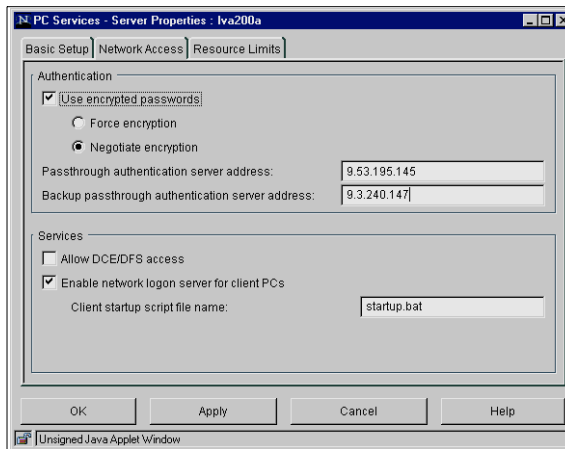 PC Services - Server Properties : lva200a
Basic Setup Network Access Resource Limits
Authentication
Use encrypted passwords
Force encryption
Negotiate encryption
Passthrough authentication server address: 9.53.195.145
Backup passthrough authentication server address: 9.3.240.147
Services
Allow DCE/DFS access
Enable network logon server for client PCs
Client startup script file name: startup.bat
OK Apply Cancel Help
Unsigned Java Applet Window